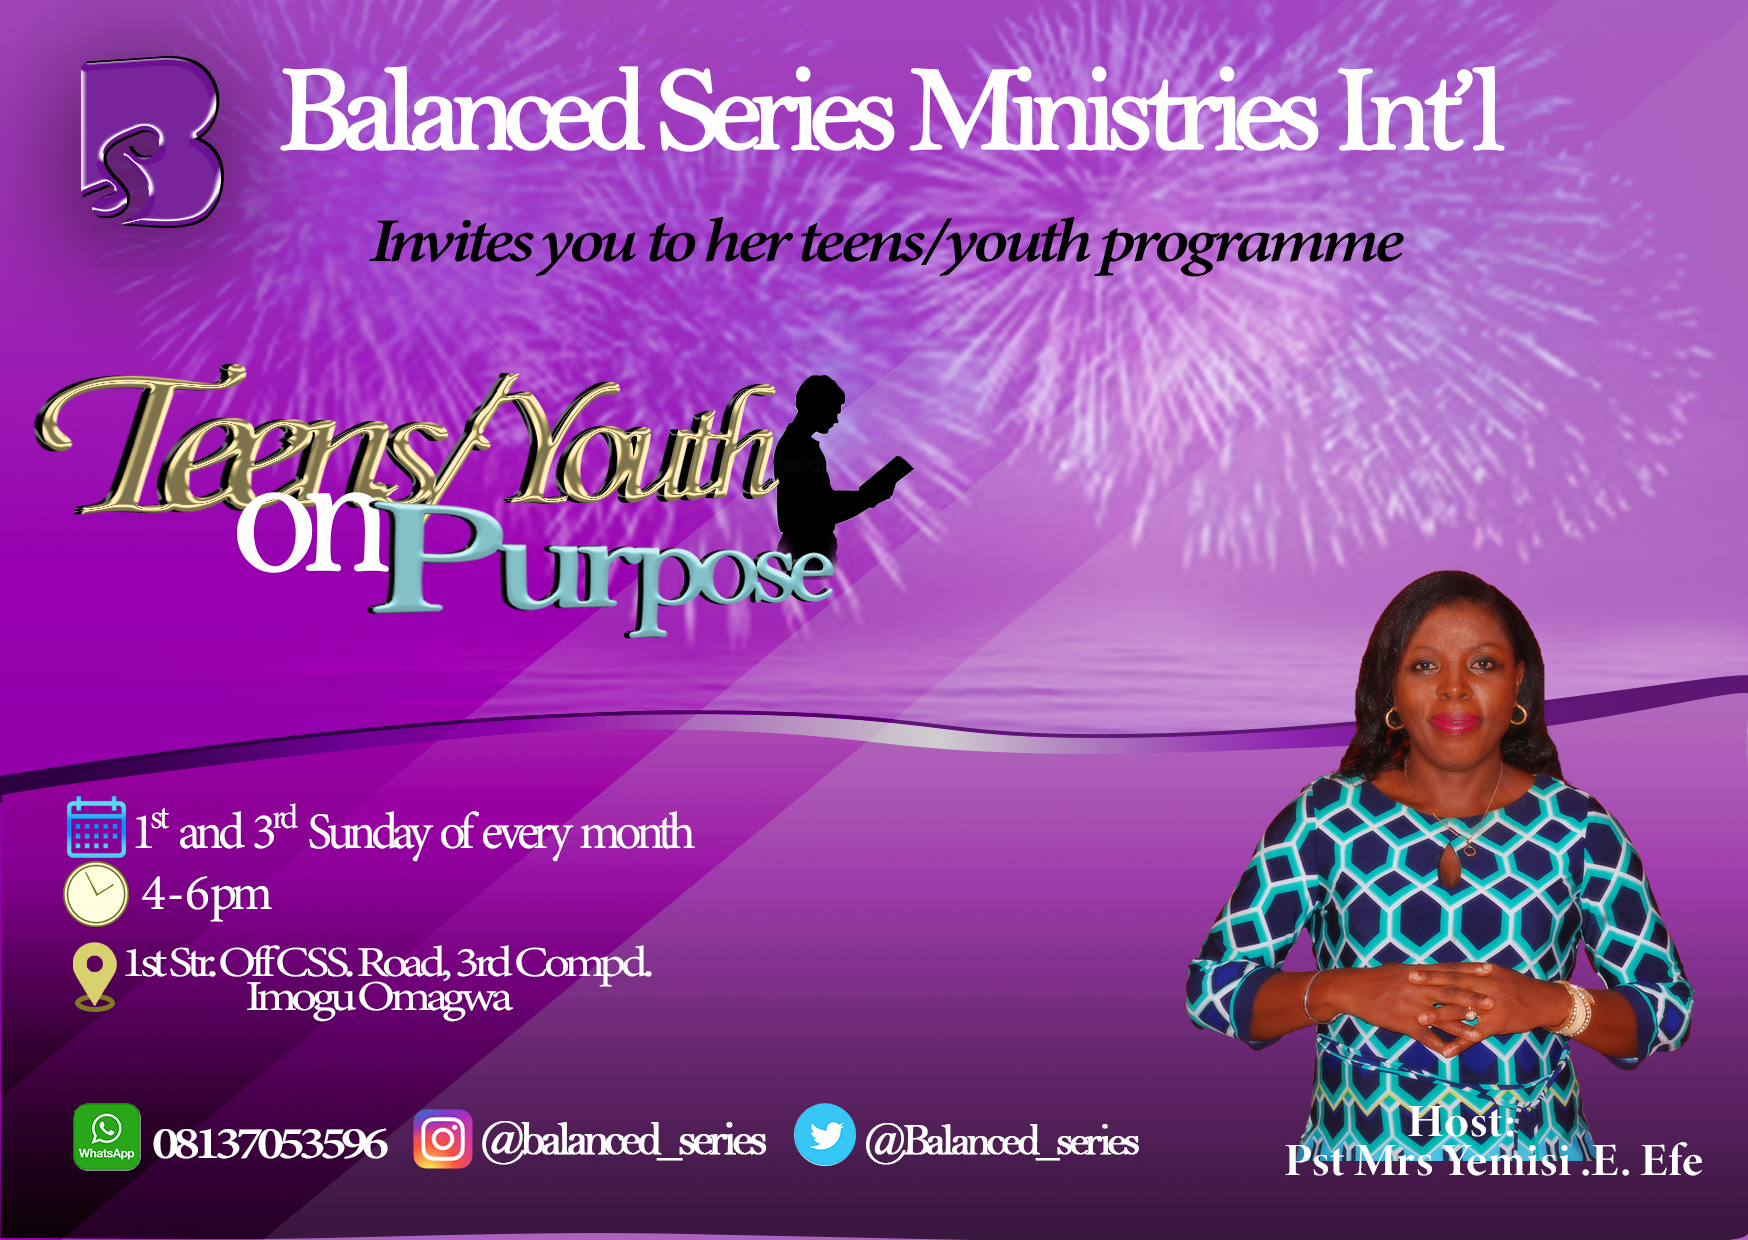 BS
Balanced Series Ministries Int'l
Invites you to her teens/youth programme
Teens/Youth
on Purpose
1st and 3rd Sunday of every month
4-6pm
1st Str. Off CSS. Road, 3rd Compd.
Imogu Omagwa
WhatsApp
08137053596
@balanced_series
@Balanced_series
Host:
Pst Mrs Yemisi .E. Efe